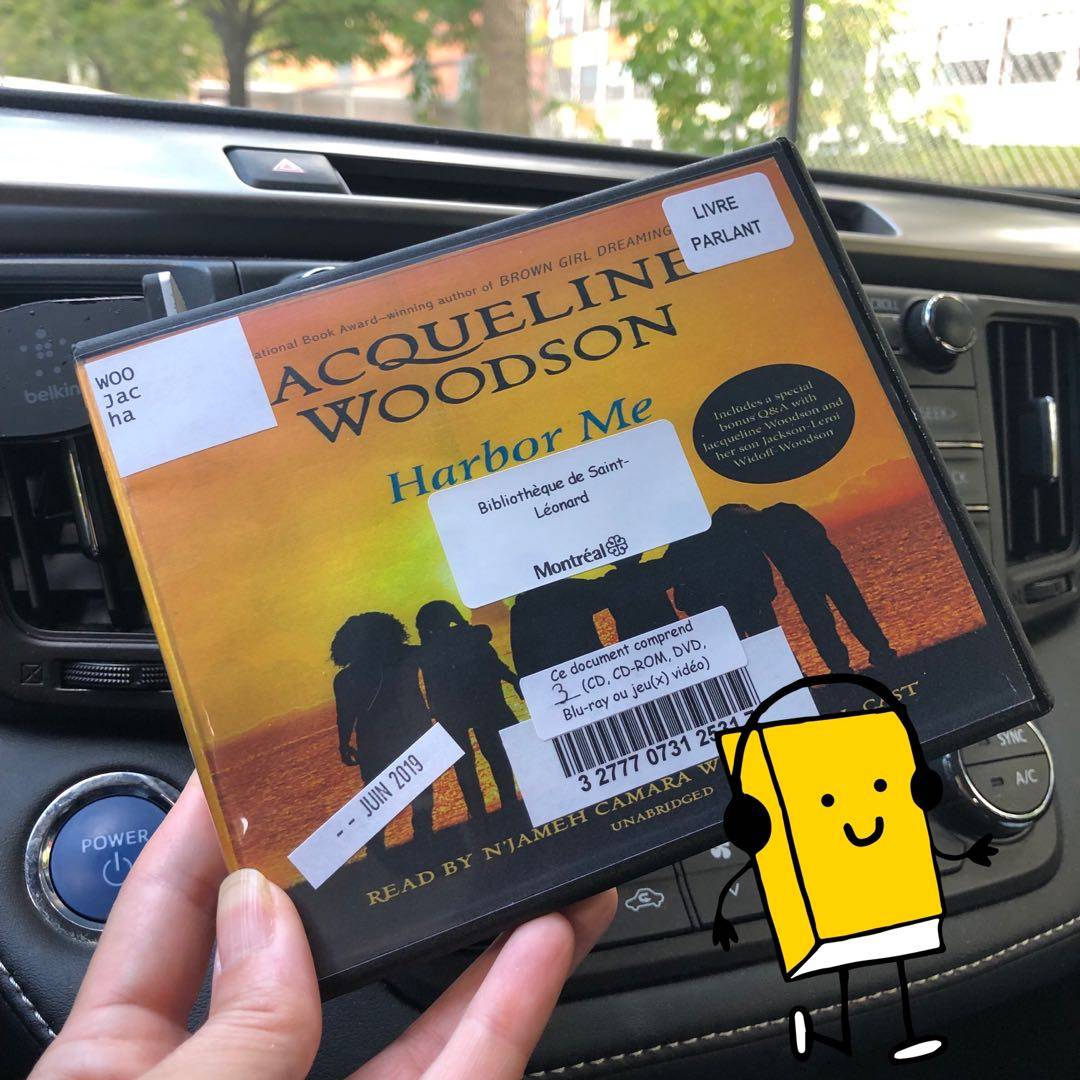 LIVRE
PARLANT
ational Book Award–winning author of BROWN GIRL DREAMING
ACQUELINE
WOODSON
WOO
Jac
ha
belkin
Harbor Me
Includes a special
bonus Q&A with
Jacqueline Woodson and
her son Jackson-Leroi
Widoff-Woodson
Bibliothèque de Saint-
Léonard
Montréal
Ce document comprend
3 (CD, CD-ROM, DVD,
Blu-ray ou jeu(x) vidéo)
3 2777 0731
-- JUIN 2019
READ BY N'JAMEH CAMARA
CAST
UNABRIDGED
POWER
SYNC
A/C